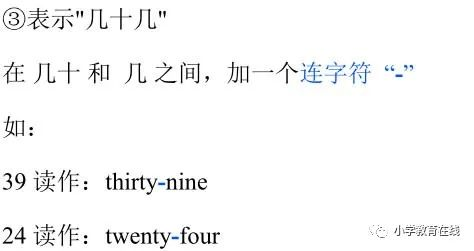 ③表示"几十几"
在 几十 和 几 之间，加一个连字符 “-”
如：
39 读作：thirty-nine
24 读作：twenty-four
小学教育在线